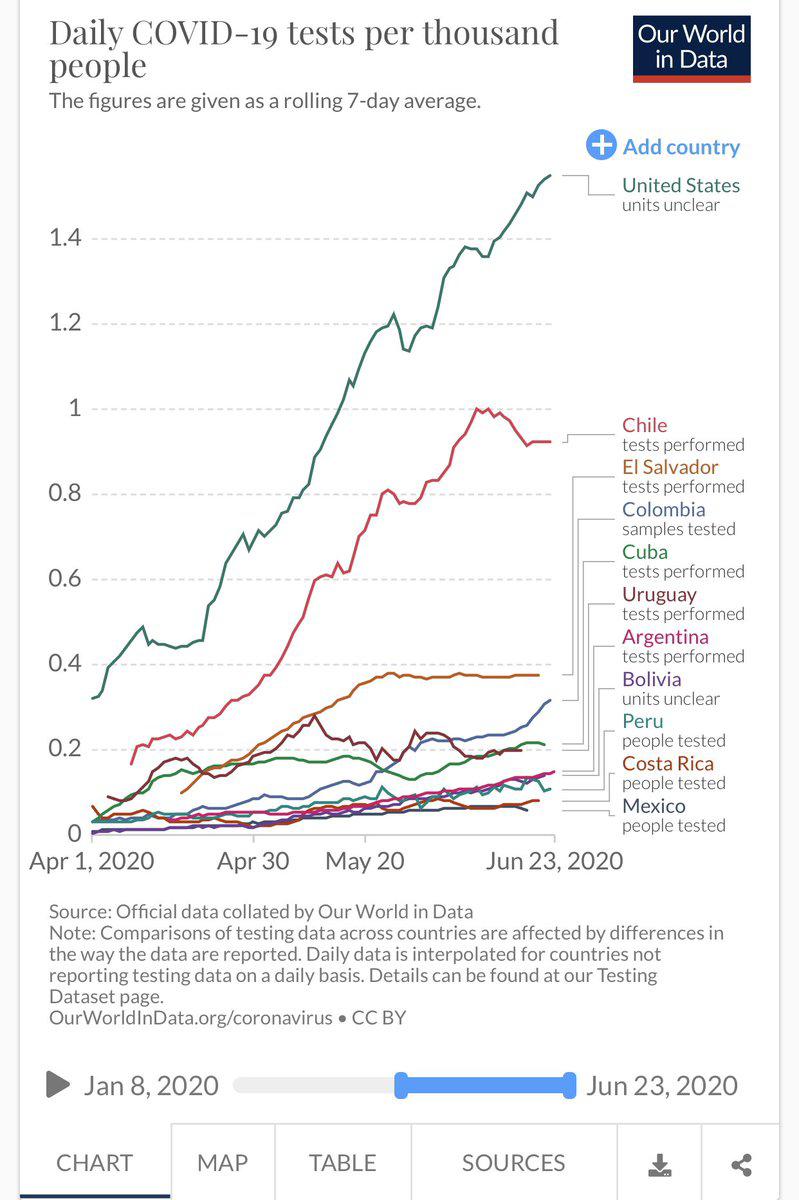 Daily COVID-19 tests per thousand
people
The figures are given as a rolling 7-day average.
Our World
in Data
Add country
United States
units unclear
1.4
1.2
1
0.8
0.6
0.4
0.2
0
Chile
tests performed
El Salvador
tests performed
Colombia
samples tested
Cuba
tests performed
Uruguay
tests performed
Argentina
tests performed
Bolivia
units unclear
Peru
people tested
Costa Rica
people tested
Mexico
people tested
Apr 1, 2020 Apr 30 May 20 Jun 23, 2020
Source: Official data collated by Our World in Data
Note: Comparisons of testing data across countries are affected by differences in
the way the data are reported. Daily data is interpolated for countries not
reporting testing data on a daily basis. Details can be found at our Testing
Dataset page.
OurWorldInData.org/coronavirus • CC BY
Jan 8, 2020 Jun 23, 2020
CHART MAP TABLE SOURCES